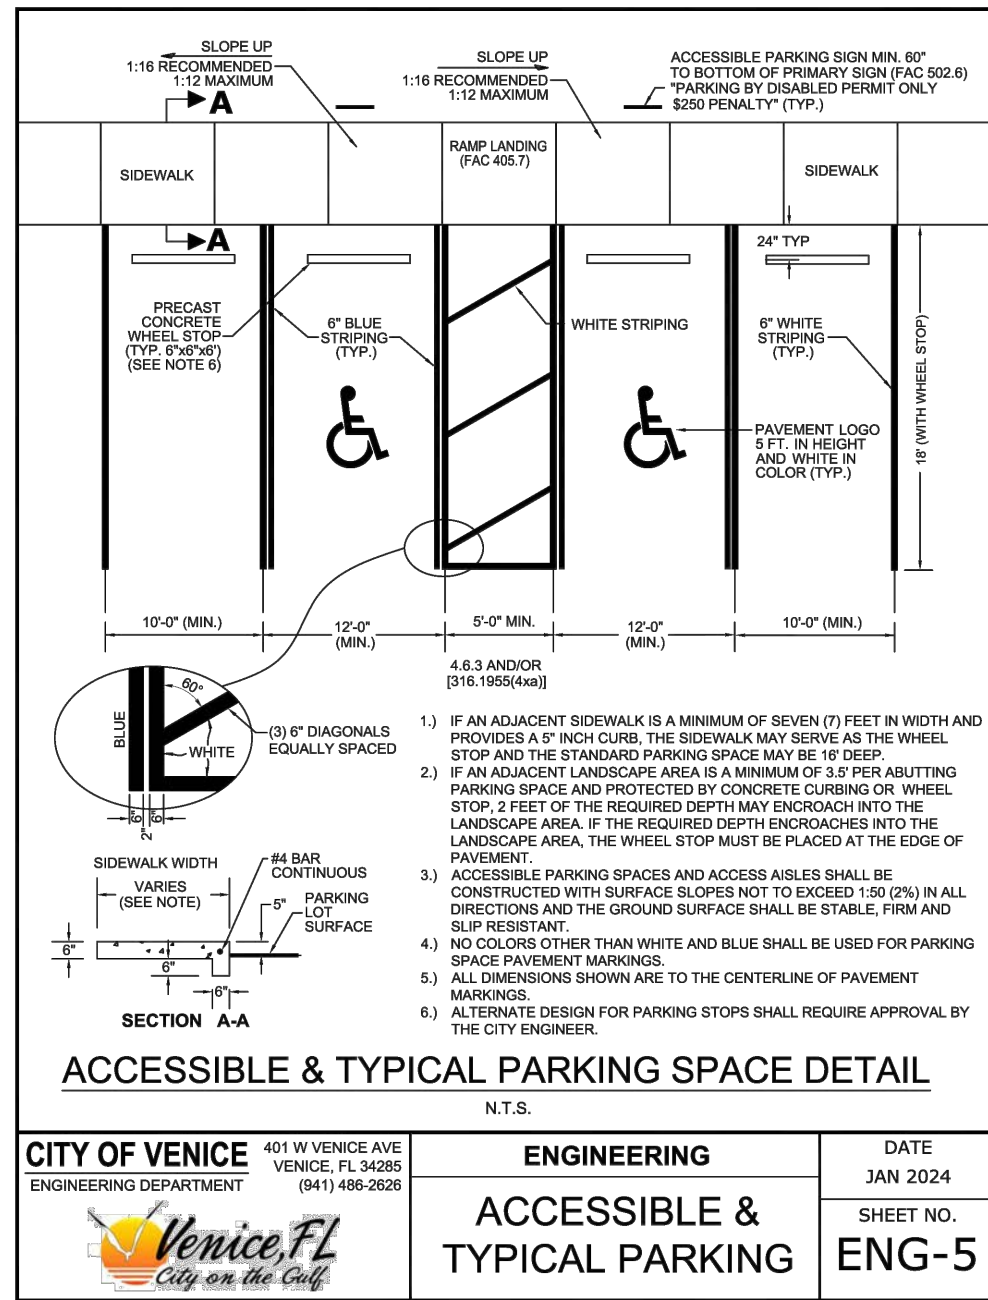 SLOPE UP
1:16 RECOMMENDED
1:12 MAXIMUM
A
SLOPE UP
1:16 RECOMMENDED
1:12 MAXIMUM
ACCESSIBLE PARKING SIGN MIN. 60"
TO BOTTOM OF PRIMARY SIGN (FAC 502.6)
"PARKING BY DISABLED PERMIT ONLY
$250 PENALTY" (TYP.)
SIDEWALK
RAMP LANDING
(FAC 405.7)
SIDEWALK
A
24" TYP
PRECAST
CONCRETE
WHEEL STOP
(TYP. 6"x6"x6')
(SEE NOTE 6)
6" BLUE
STRIPING
(TYP.)
WHITE STRIPING
6" WHITE
STRIPING
(TYP.)
18' (WITH WHEEL STOP)
PAVEMENT LOGO
5 FT. IN HEIGHT
AND WHITE IN
COLOR (TYP.)
10'-0" (MIN.)
12'-0"
(MIN.)
5'-0" MIN.
12'-0"
(MIN.)
10'-0" (MIN.)
4.6.3 AND/OR
[316.1955(4xa)]
60°
BLUE
WHITE
(3) 6" DIAGONALS
EQUALLY SPACED
6"
2"
6"
1.) IF AN ADJACENT SIDEWALK IS A MINIMUM OF SEVEN (7) FEET IN WIDTH AND
PROVIDES A 5" INCH CURB, THE SIDEWALK MAY SERVE AS THE WHEEL
STOP AND THE STANDARD PARKING SPACE MAY BE 16' DEEP.
2.) IF AN ADJACENT LANDSCAPE AREA IS A MINIMUM OF 3.5' PER ABUTTING
PARKING SPACE AND PROTECTED BY CONCRETE CURBING OR WHEEL
STOP, 2 FEET OF THE REQUIRED DEPTH MAY ENCROACH INTO THE
LANDSCAPE AREA. IF THE REQUIRED DEPTH ENCROACHES INTO THE
LANDSCAPE AREA, THE WHEEL STOP MUST BE PLACED AT THE EDGE OF
PAVEMENT.
3.) ACCESSIBLE PARKING SPACES AND ACCESS AISLES SHALL BE
CONSTRUCTED WITH SURFACE SLOPES NOT TO EXCEED 1:50 (2%) IN ALL
DIRECTIONS AND THE GROUND SURFACE SHALL BE STABLE, FIRM AND
SLIP RESISTANT.
4.) NO COLORS OTHER THAN WHITE AND BLUE SHALL BE USED FOR PARKING
SPACE PAVEMENT MARKINGS.
5.) ALL DIMENSIONS SHOWN ARE TO THE CENTERLINE OF PAVEMENT
MARKINGS.
6.) ALTERNATE DESIGN FOR PARKING STOPS SHALL REQUIRE APPROVAL BY
THE CITY ENGINEER.
SIDEWALK WIDTH
VARIES
(SEE NOTE)
#4 BAR
CONTINUOUS
5"
PARKING
LOT
SURFACE
6"
6"
6"
SECTION A-A
ACCESSIBLE & TYPICAL PARKING SPACE DETAIL
N.T.S.
CITY OF VENICE
ENGINEERING DEPARTMENT
401 W VENICE AVE
VENICE, FL 34285
(941) 486-2626
Venice, FL
City on the Gulf
ENGINEERING
ACCESSIBLE &
TYPICAL PARKING
DATE
JAN 2024
SHEET NO.
ENG-5